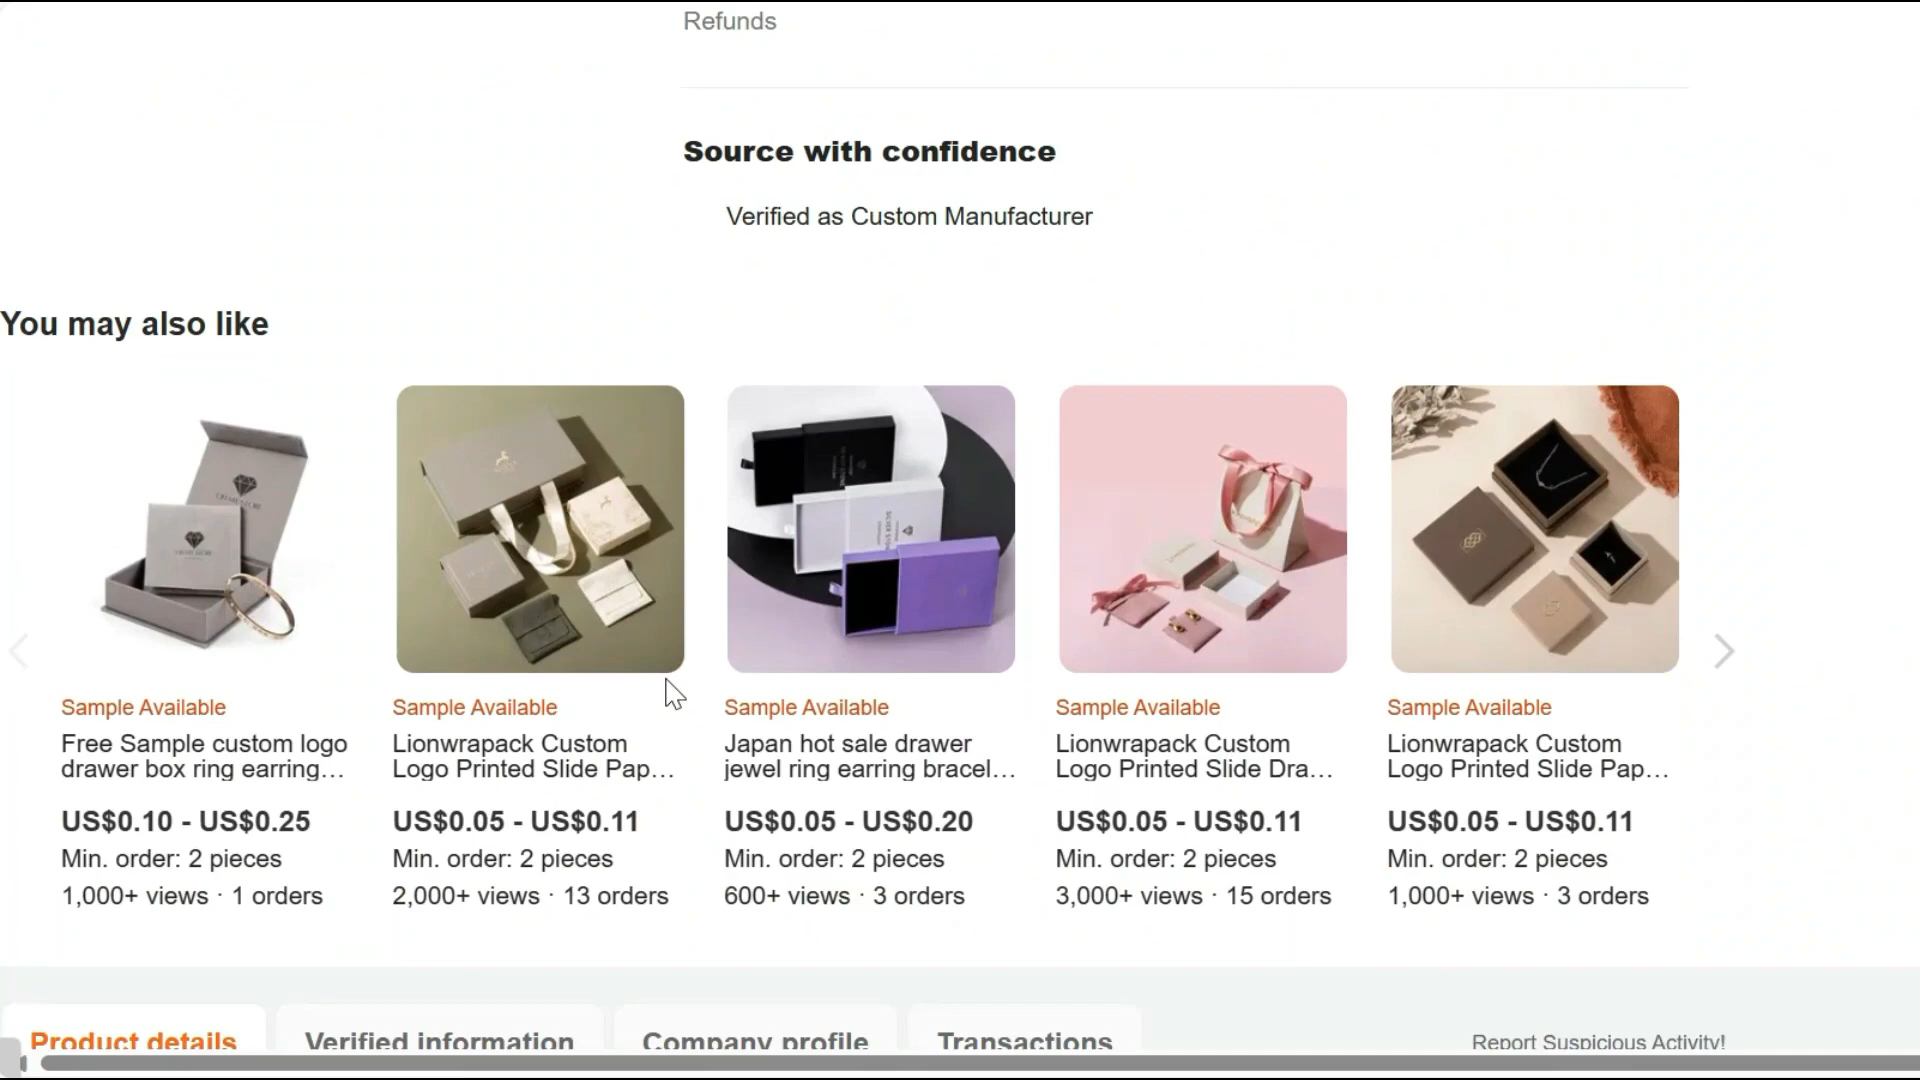 Refunds
Source with confidence
Verified as Custom Manufacturer
You may also like
Sample Available
Free Sample custom logo
drawer box ring earring...
US$0.10 - US$0.25
Min. order: 2 pieces
1,000+ views · 1 orders
Sample Available
Lionwrapack Custom
Logo Printed Slide Pap...
US$0.05 - US$0.11
Min. order: 2 pieces
2,000+ views · 13 orders
Sample Available
Japan hot sale drawer
jewel ring earring bracel...
US$0.05 - US$0.20
Min. order: 2 pieces
600+ views · 3 orders
Sample Available
Lionwrapack Custom
Logo Printed Slide Dra...
US$0.05 - US$0.11
Min. order: 2 pieces
3,000+ views · 15 orders
Sample Available
Lionwrapack Custom
Logo Printed Slide Pap...
US$0.05 - US$0.11
Min. order: 2 pieces
1,000+ views · 3 orders
Product details
Verified information
Company profile
Transactions
Report Suspicious Activity!